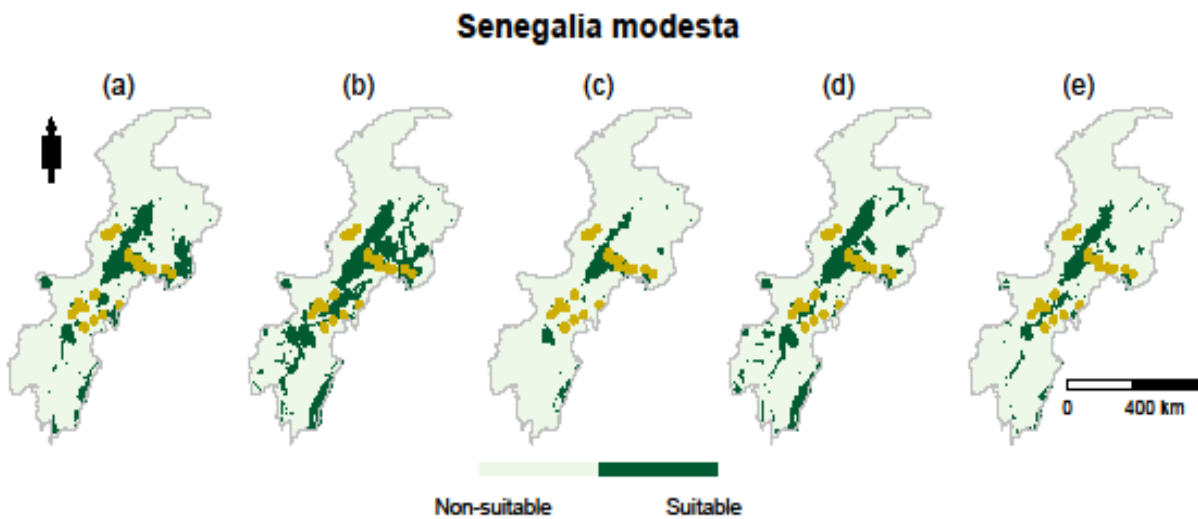 Senegalia modesta
(a) (b) (c) (d) (e)
0 400 km
Non-suitable Suitable